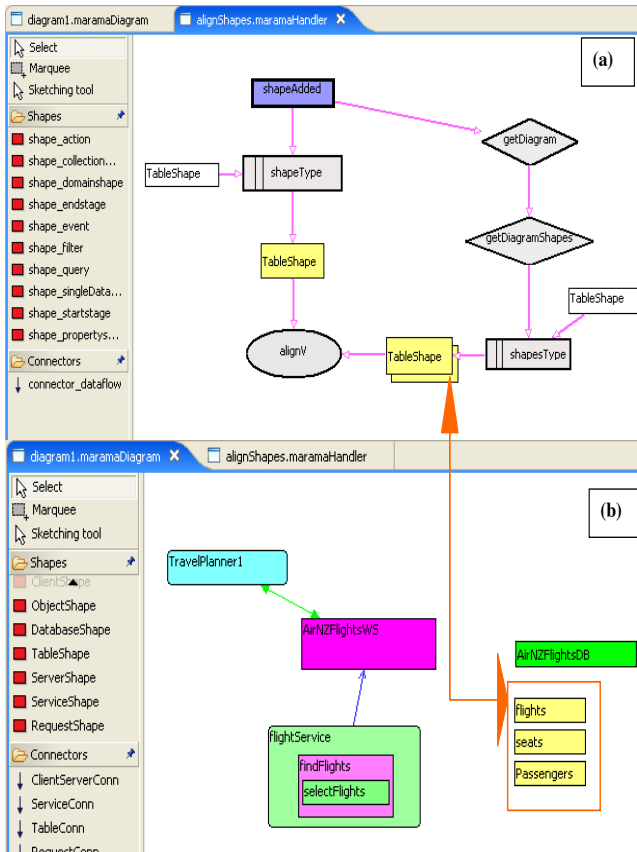 diagram1.maramaDiagram
alignShapes.maramaHandler
Select
Marquee
Sketching tool
Shapes
shape_action
shape_collection...
shape_domainshape
shape_endstage
shape_event
shape_filter
shape_query
shape_singleData...
shape_startstage
shape_propertys...
Connectors
connector_dataflow
(a)
shapeAdded
getDiagram
TableShape
shapeType
getDiagramShapes
TableShape
TableShape
alignV
TableShape
shapesType
diagram1.maramaDiagram
alignShapes.maramaHandler
Select
Marquee
Sketching tool
Shapes
ClientShape
ObjectShape
DatabaseShape
TableShape
ServerShape
ServiceShape
RequestShape
Connectors
ClientServerConn
ServiceConn
TableConn
RequestConn
(b)
TravelPlanner1
AirNZFlightsWS
AirNZFlightsDB
flights
seats
Passengers
flightService
findFlights
selectFlights